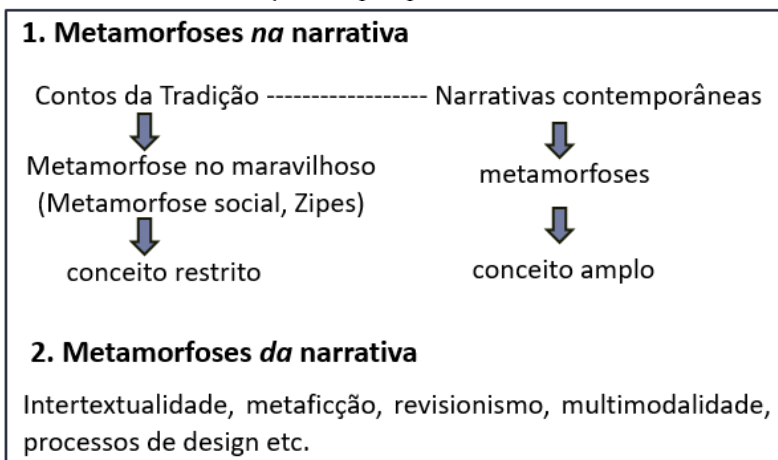 1. Metamorfoses na narrativa
Contos da Tradição ------------------ Narrativas contemporâneas
Metamorfose no maravilhoso
(Metamorfose social, Zipes)
metamorfoses
conceito restrito
conceito amplo
2. Metamorfoses da narrativa
Intertextualidade, metaficção, revisionismo, multimodalidade,
processos de design etc.